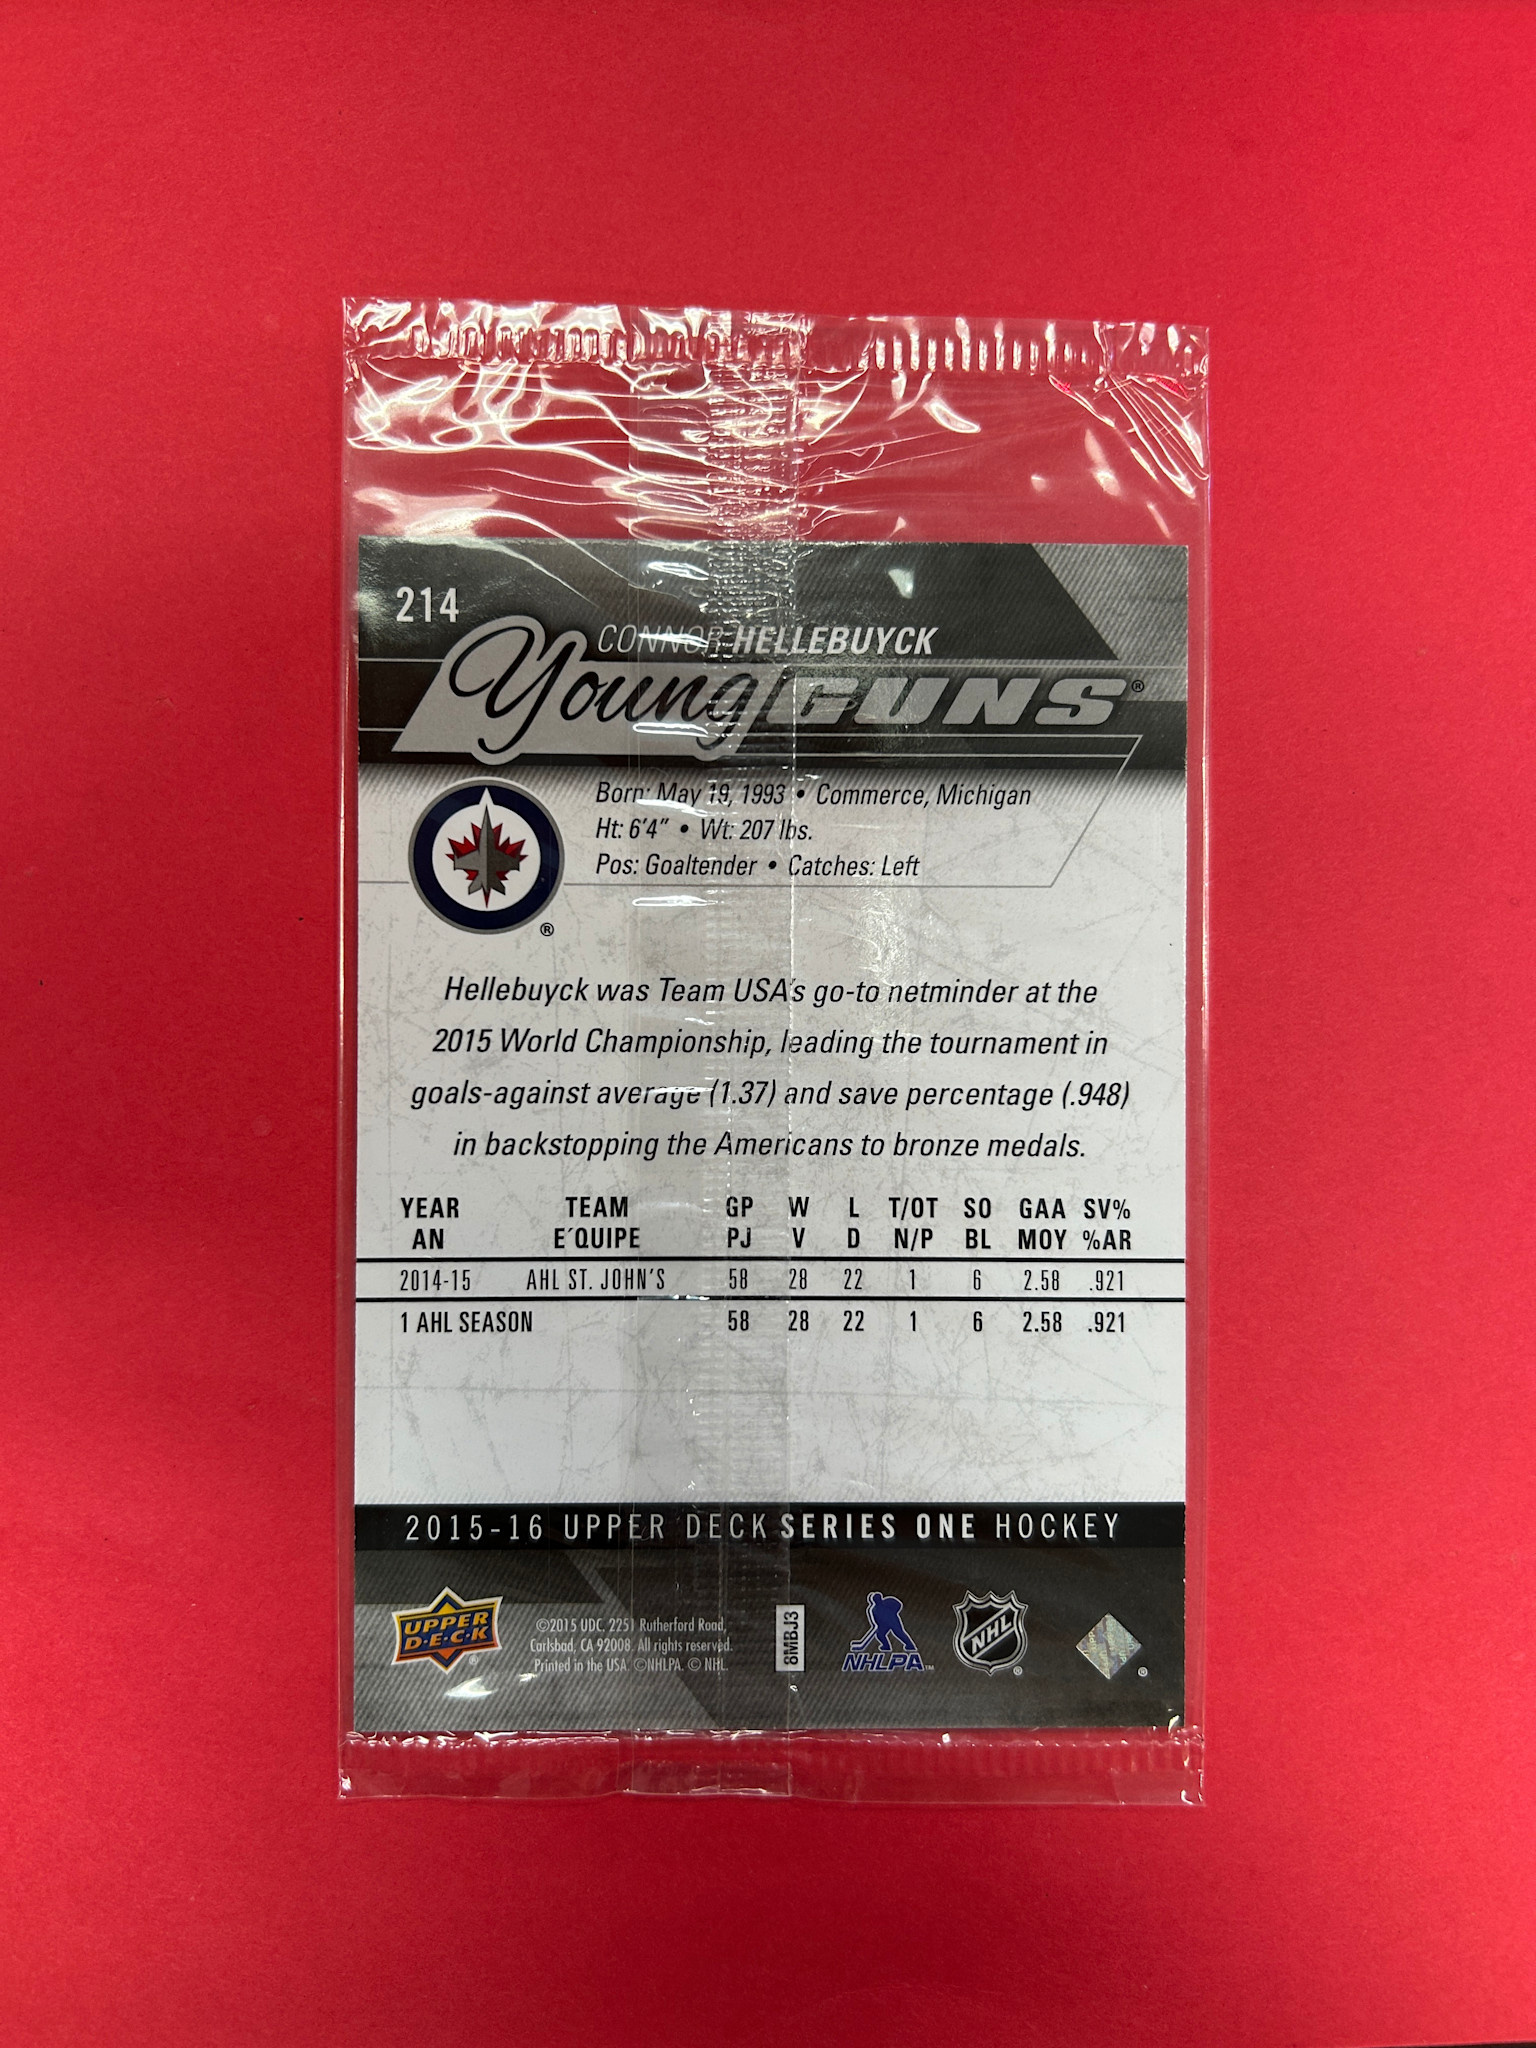 214
CONNOR HELLEBUYCK
Young GUNS®
Born: May 19, 1993 • Commerce, Michigan
Ht: 6'4" • Wt: 207 lbs.
Pos: Goaltender • Catches: Left
®
Hellebuyck was Team USA's go-to netminder at the
2015 World Championship, leading the tournament in
goals-against average (1.37) and save percentage (.948)
in backstopping the Americans to bronze medals.
YEAR TEAM GP W L T/OT SO GAA SV%
AN E´QUIPE PJ V D N/P BL MOY %AR
2014-15 AHL ST. JOHN'S 58 28 22 1 6 2.58 .921
1 AHL SEASON 58 28 22 1 6 2.58 .921
2015-16 UPPER DECK SERIES ONE HOCKEY
UPPER
D·E·C·K ®
©2015 UDC. 2251 Rutherford Road,
Carlsbad, CA 92008. All rights reserved.
Printed in the USA. ©NHLPA. © NHL.
8MBJ3
NHLPA™
NHL ®
®